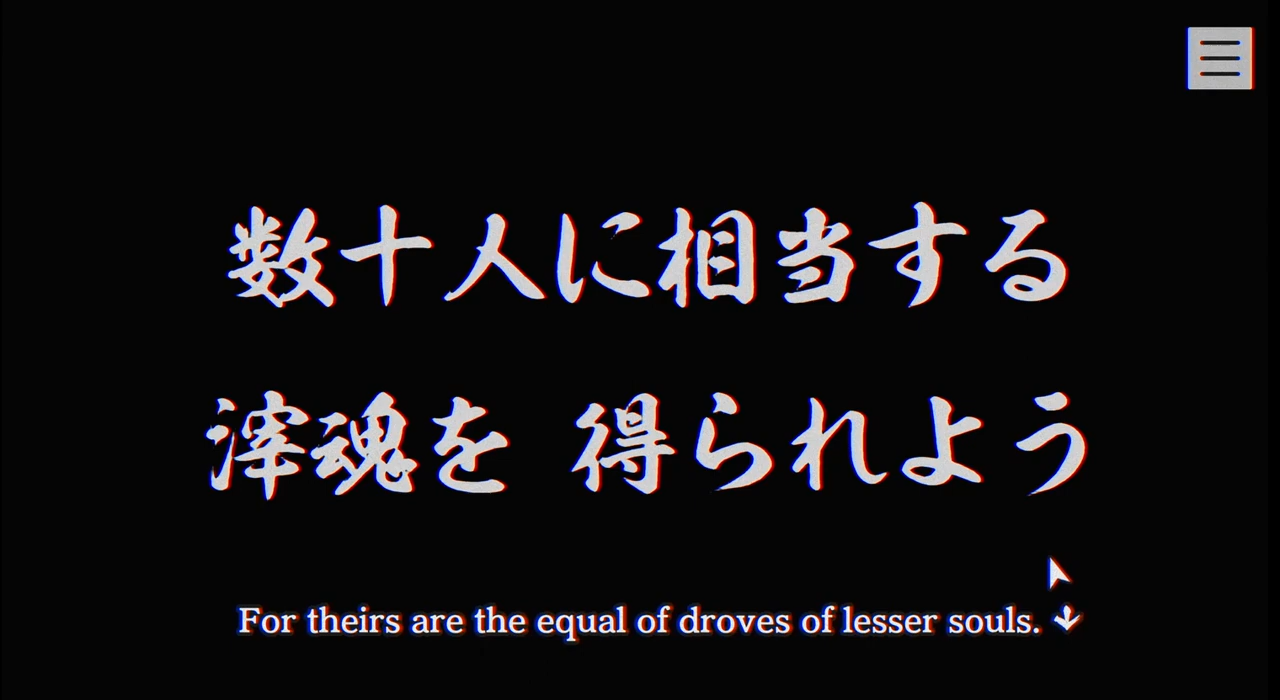 数十人に相当する
滓魂を 得られよう
For theirs are the equal of droves of lesser souls.